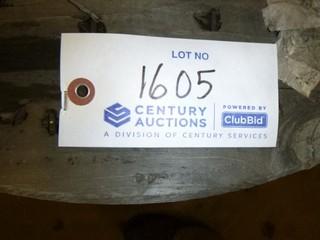 LOT NO
1605
CENTURY
AUCTIONS
POWERED BY
ClubBid
A DIVISION OF CENTURY SERVICES